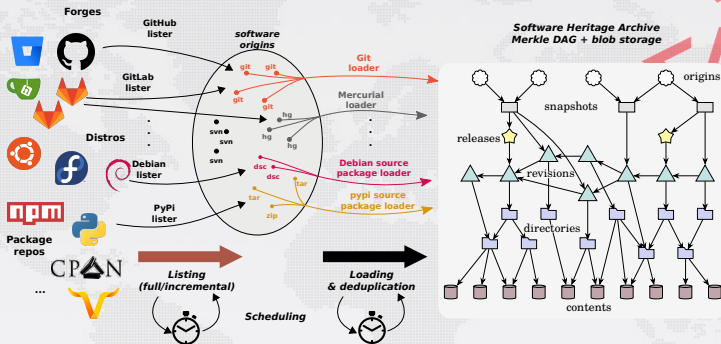 Forges
GitHub
lister
GitLab
lister
Distros
Debian
lister
PyPi
lister
npm
Package
repos
CPAN
...
software
origins
git
git
git
git
hg
hg
hg
svn
svn
svn
dsc
dsc
tar
tar
zip
Git
loader
Mercurial
loader
Debian source
package loader
pypi source
package loader
Listing
(full/incremental)
Loading
& deduplication
Scheduling
Software Heritage Archive
Merkle DAG + blob storage
origins
snapshots
releases
revisions
directories
contents